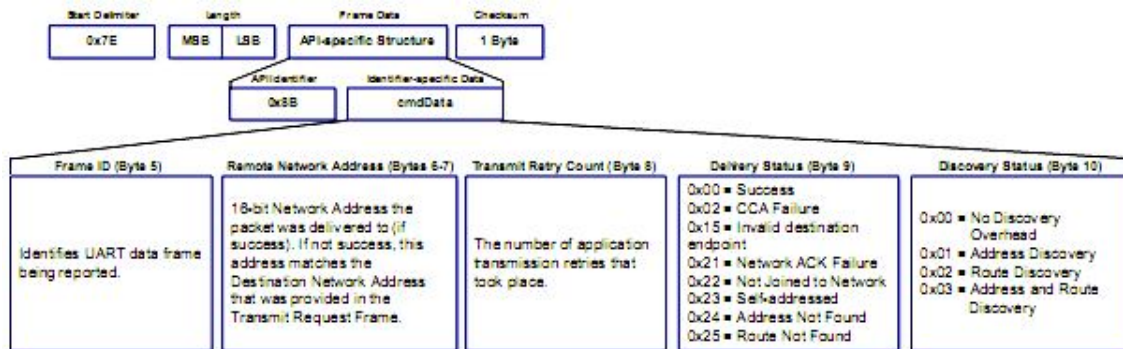 Start Delimiter
Length
Frame Data
Checksum
0x7E
MSB
LSB
API-specific Structure
1 Byte
API Identifier
Identifier-specific Data
0x8B
cmdData
Frame ID (Byte 5)
Identifies UART data frame
being reported.
Remote Network Address (Bytes 6-7)
16-bit Network Address the
packet was delivered to (if
success). If not success, this
address matches the
Destination Network Address
that was provided in the
Transmit Request Frame.
Transmit Retry Count (Byte 8)
The number of application
transmission retries that
took place.
Delivery Status (Byte 9)
0x00 = Success
0x02 = CCA Failure
0x15 = Invalid destination
endpoint
0x21 = Network ACK Failure
0x22 = Not Joined to Network
0x23 = Self-addressed
0x24 = Address Not Found
0x25 = Route Not Found
Discovery Status (Byte 10)
0x00 = No Discovery
Overhead
0x01 = Address Discovery
0x02 = Route Discovery
0x03 = Address and Route
Discovery